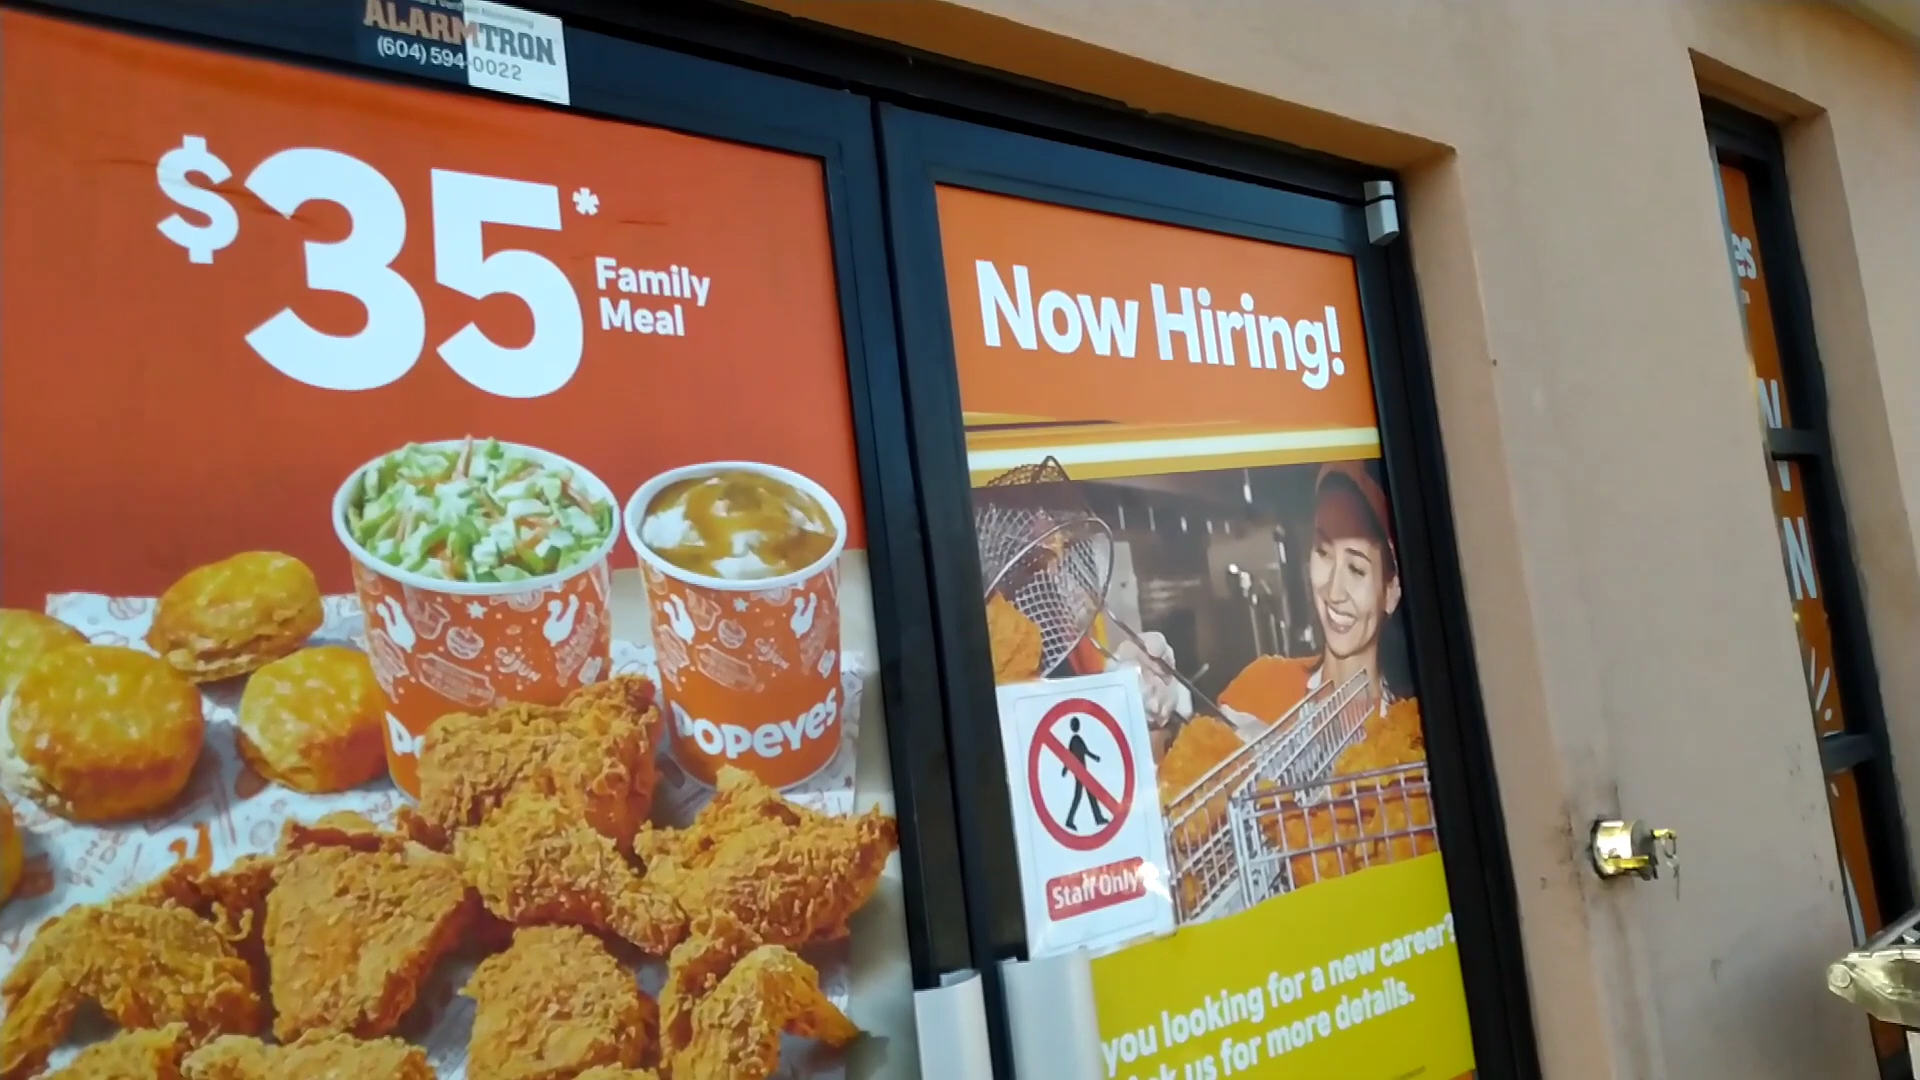 ALARMTRON
(604) 594-0022
$35*
Family
Meal
POPEYES
Now Hiring!
Staff Only
you looking for a new career?
us for more details.